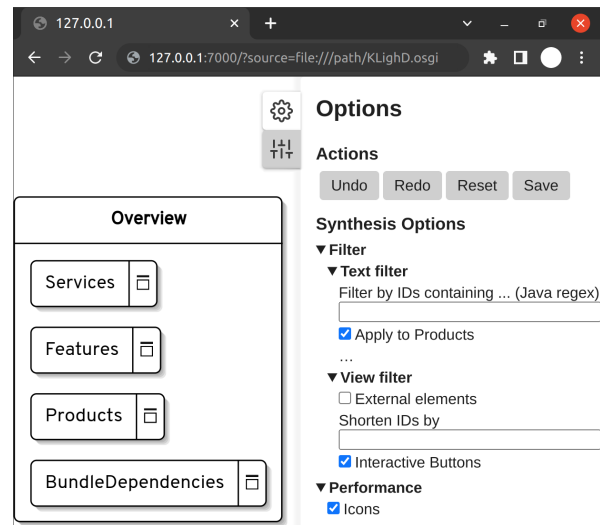 127.0.0.1
127.0.0.1:7000/?source=file:///path/KLighD.osgi
Options
Actions
Undo Redo Reset Save
Overview
Synthesis Options
Filter
Text filter
Services
Filter by IDs containing ... (Java regex)
Apply to Products
Features
...
View filter
External elements
Products
Shorten IDs by
Interactive Buttons
BundleDependencies
Performance
Icons